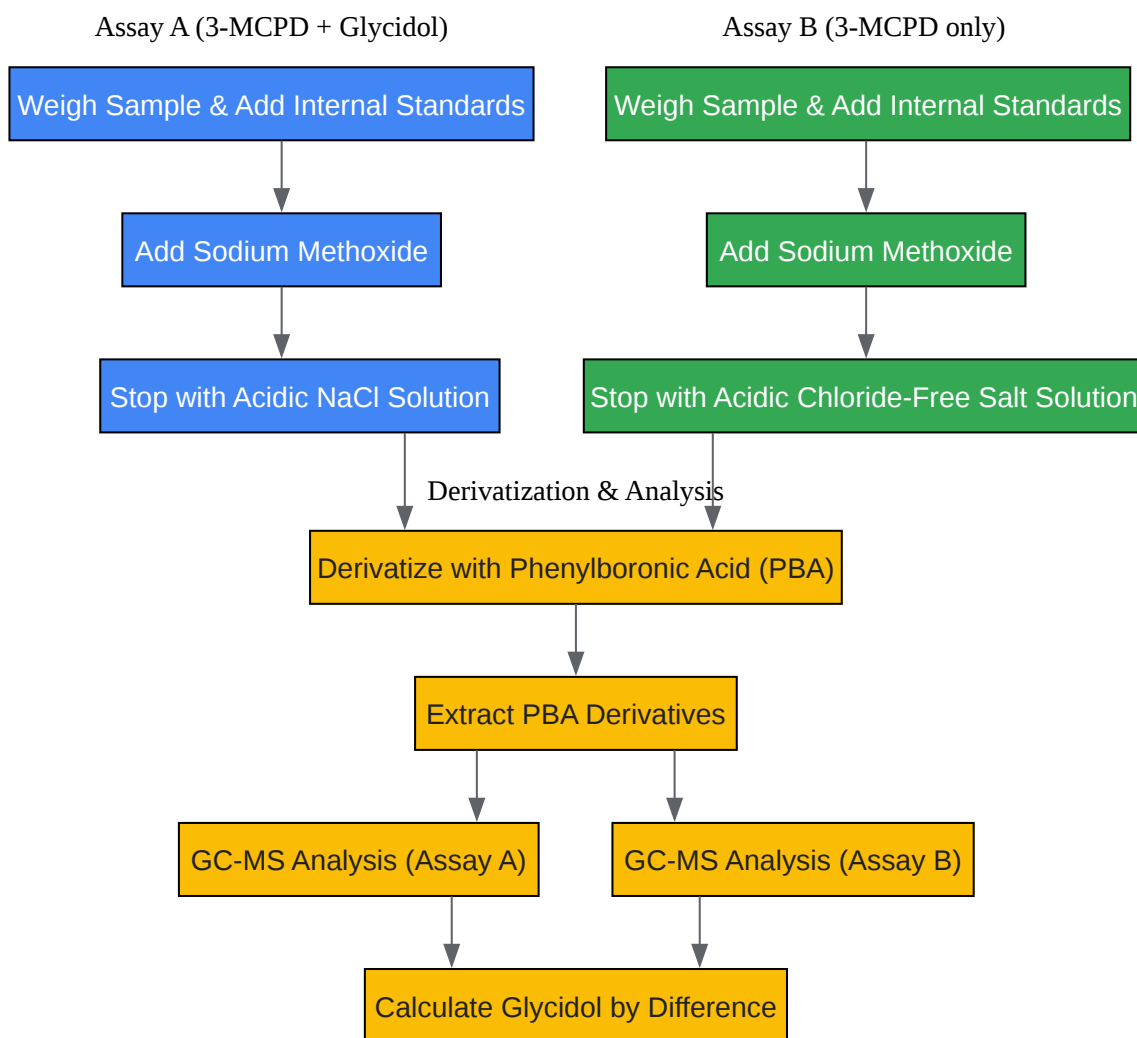 Assay A (3-MCPD + Glycidol)
Assay B (3-MCPD only)
Weigh Sample & Add Internal Standards
Weigh Sample & Add Internal Standards
Add Sodium Methoxide
Add Sodium Methoxide
Stop with Acidic NaCl Solution
Stop with Acidic Chloride-Free Salt Solution
Derivatization & Analysis
Derivatize with Phenylboronic Acid (PBA)
Extract PBA Derivatives
GC-MS Analysis (Assay A)
GC-MS Analysis (Assay B)
Calculate Glycidol by Difference